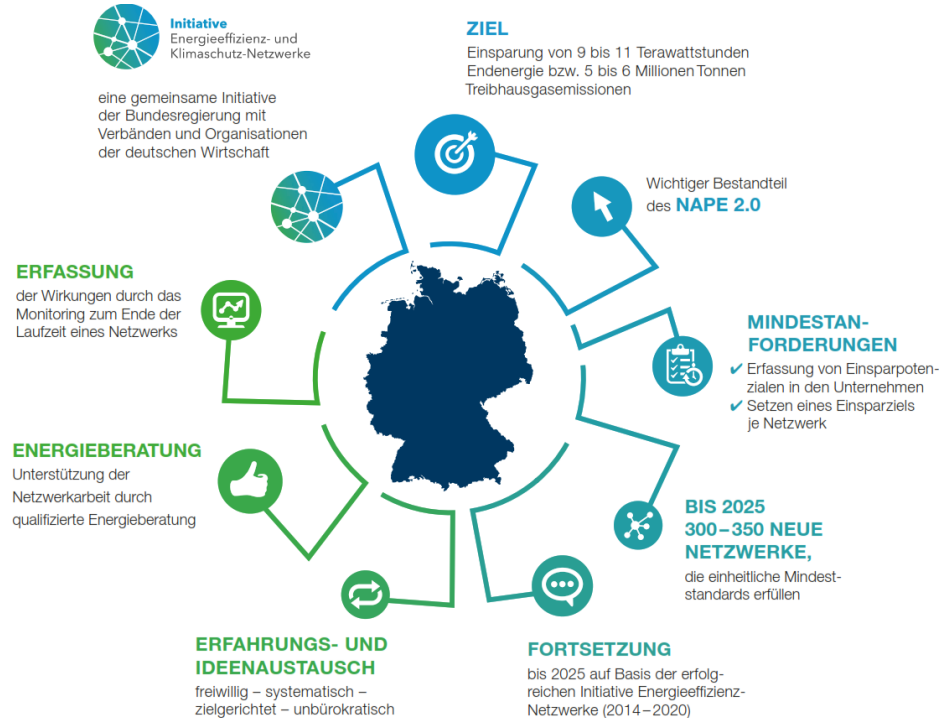 Initiative
Energieeffizienz- und
Klimaschutz-Netzwerke
eine gemeinsame Initiative
der Bundesregierung mit
Verbänden und Organisationen
der deutschen Wirtschaft
ZIEL
Einsparung von 9 bis 11 Terawattstunden
Endenergie bzw. 5 bis 6 Millionen Tonnen
Treibhausgasemissionen
Wichtiger Bestandteil
des NAPE 2.0
MINDESTAN-
FORDERUNGEN
✔ Erfassung von Einsparpoten-
zialen in den Unternehmen
✔ Setzen eines Einsparziels
je Netzwerk
BIS 2025
300–350 NEUE
NETZWERKE,
die einheitliche Mindest-
standards erfüllen
FORTSETZUNG
bis 2025 auf Basis der erfolg-
reichen Initiative Energieeffizienz-
Netzwerke (2014–2020)
ERFAHRUNGS- UND
IDEENAUSTAUSCH
freiwillig – systematisch –
zielgerichtet – unbürokratisch
ENERGIEBERATUNG
Unterstützung der
Netzwerkarbeit durch
qualifizierte Energieberatung
ERFASSUNG
der Wirkungen durch das
Monitoring zum Ende der
Laufzeit eines Netzwerks